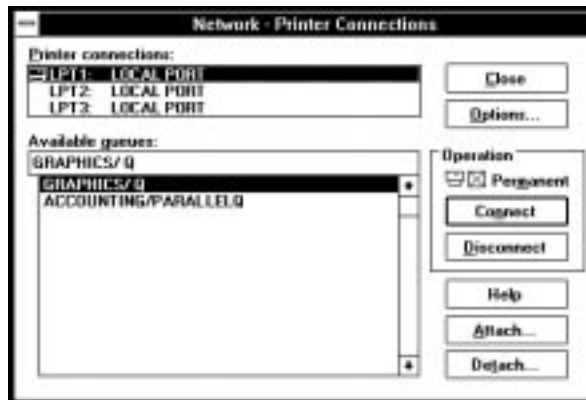 Network - Printer Connections
Printer connections:
LPT1: LOCAL PORT
LPT2: LOCAL PORT
LPT3: LOCAL PORT
Close
Options...
Available queues:
GRAPHICS/Q
GRAPHICS/Q
ACCOUNTING/PARALLELQ
Operation
Permanent
Connect
Disconnect
Help
Attach...
Detach...